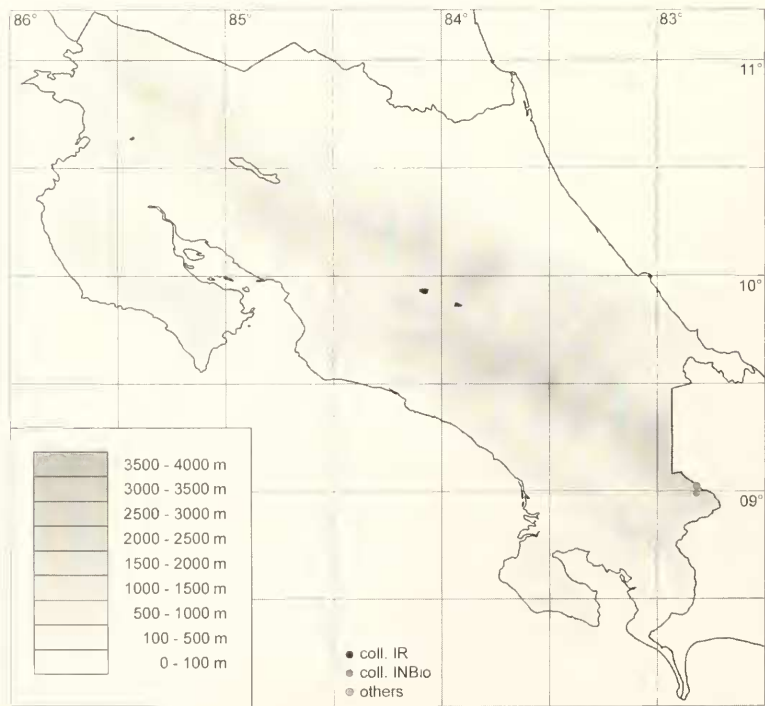 86° 85° 84° 83°
11°
10°
09°
3500 - 4000 m
3000 - 3500 m
2500 - 3000 m
2000 - 2500 m
1500 - 2000 m
1000 - 1500 m
500 - 1000 m
100 - 500 m
0 - 100 m
coll. IR
coll. INBio
others